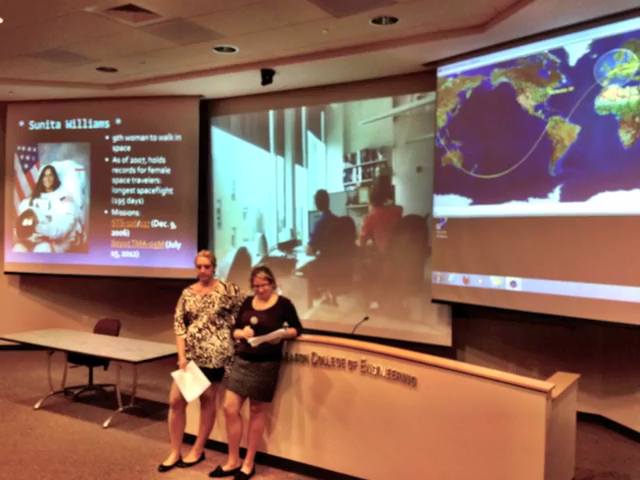 * Sunita Williams *
• 9th woman to walk in
space
• As of 2007, holds
records for female
space travelers:
longest spaceflight
(195 days)
• Missions:
(Dec. 9,
2006)
(July
15, 2012)
College of Engineering